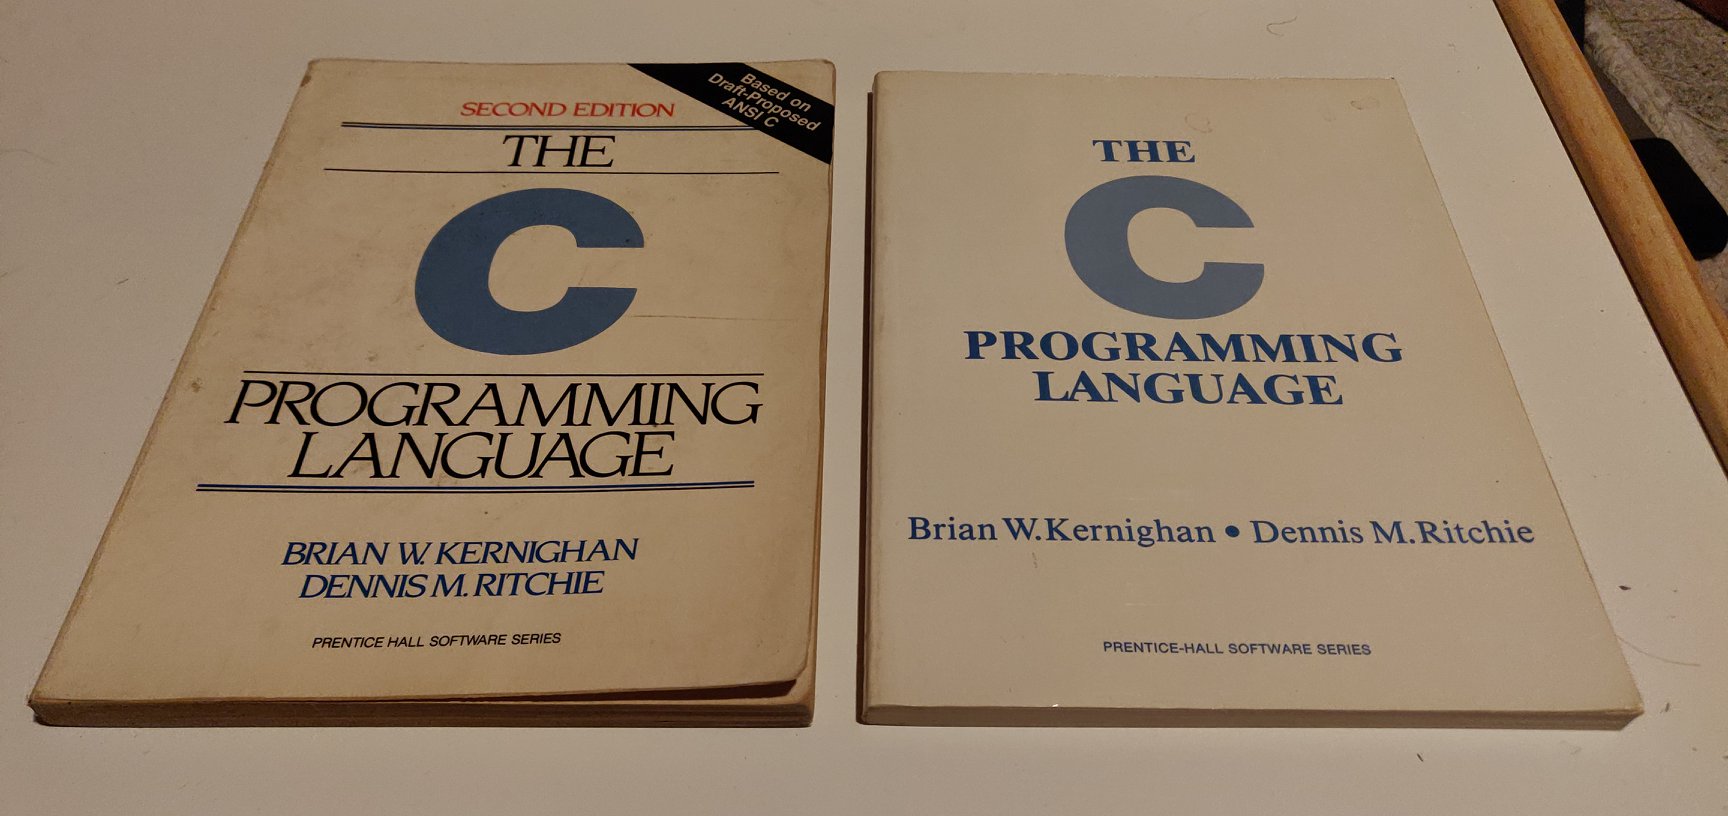 SECOND EDITION
Based on
Draft-Proposed
ANSI C
THE
C
PROGRAMMING
LANGUAGE
BRIAN W. KERNIGHAN
DENNIS M. RITCHIE
PRENTICE HALL SOFTWARE SERIES
THE
C
PROGRAMMING
LANGUAGE
Brian W. Kernighan • Dennis M. Ritchie
PRENTICE-HALL SOFTWARE SERIES